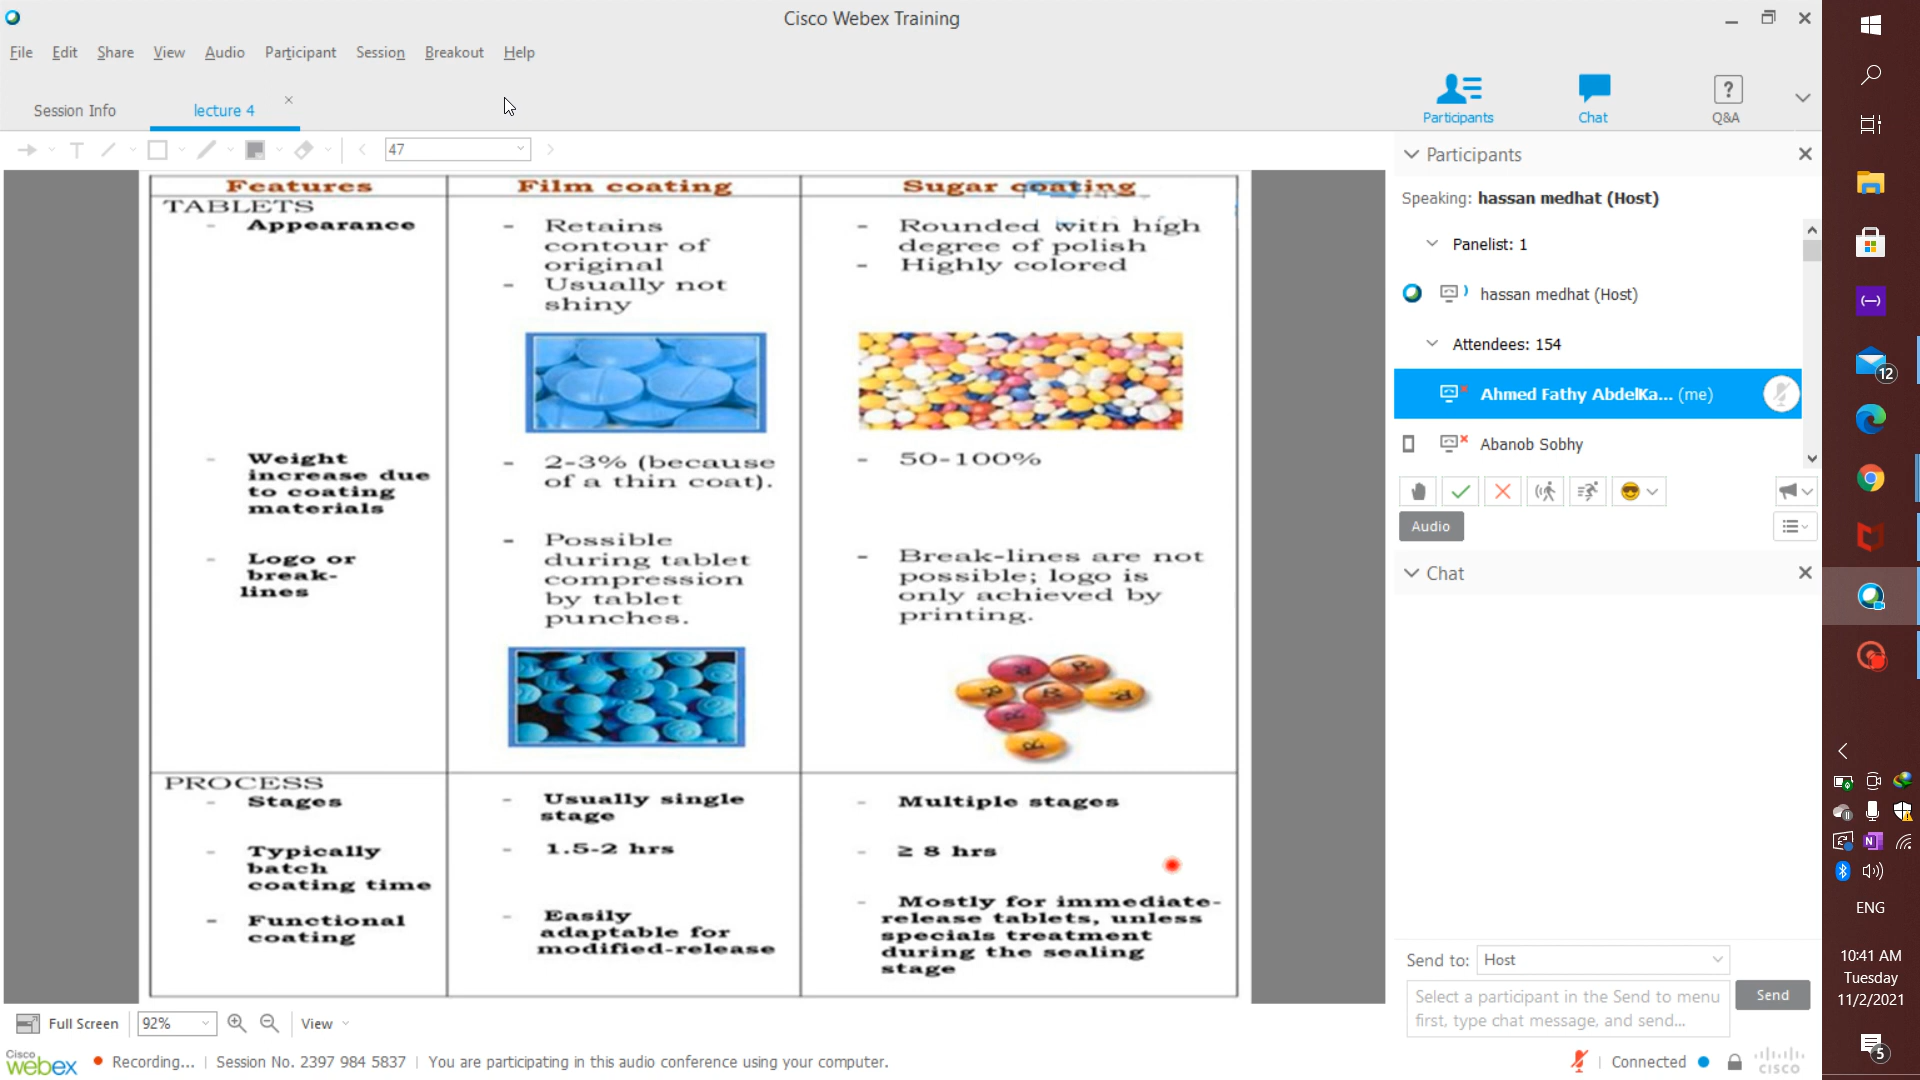 Cisco Webex Training
File Edit Share View Audio Participant Session Breakout Help
Session Info lecture 4
Participants Chat Q&A
47
Features Film coating Sugar coating
TABLETS
- Appearance
- Retains
contour of
original
- Usually not
shiny
- Rounded with high
degree of polish
- Highly colored
- Weight
increase due
to coating
materials
- 2-3% (because
of a thin coat).
- 50-100%
- Logo or
break-
lines
- Possible
during tablet
compression
by tablet
punches.
- Break-lines are not
possible; logo is
only achieved by
printing.
PROCESS
- Stages
- Usually single
stage
- Multiple stages
- Typically
batch
coating time
- 1.5-2 hrs
- ≥ 8 hrs
- Functional
coating
- Easily
adaptable for
modified-release
- Mostly for immediate-
release tablets, unless
specials treatment
during the sealing
stage
Full Screen 92% View
Cisco
webex Recording... Session No. 2397 984 5837 You are participating in this audio conference using your computer.
Participants
Speaking: hassan medhat (Host)
Panelist: 1
hassan medhat (Host)
Attendees: 154
Ahmed Fathy AbdelKa... (me)
Abanob Sobhy
Audio
Chat
Send to: Host
Select a participant in the Send to menu
first, type chat message, and send...
Send
Connected
cisco
12
ENG
10:41 AM
Tuesday
11/2/2021
5